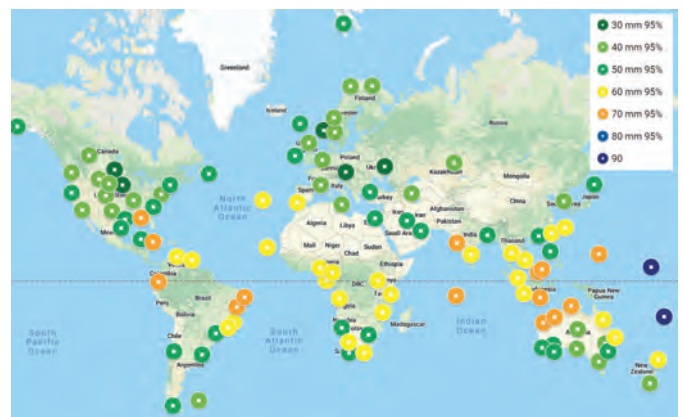 30 mm 95%
40 mm 95%
50 mm 95%
60 mm 95%
70 mm 95%
80 mm 95%
90
Greenland
Iceland
Finland
Russia
Canada
Poland
Ukr
Kazakhstan
Mongolia
North
Atlantic
Ocean
Spain
Italy
Turkey
Afghanistan
Pakistan
China
Japan
Algeria
Libya
Iran
Saudi Ar
India
Mali
Niger
Sudan
Chad
Ethiopia
Thailand
Colombia
DRC
Papua New
Guinea
Peru
Brazil
Bolivia
Madagascar
Indian
Ocean
South
Pacific
Ocean
Chile
South
Atlantic
Ocean
Argentina
New
Zealand